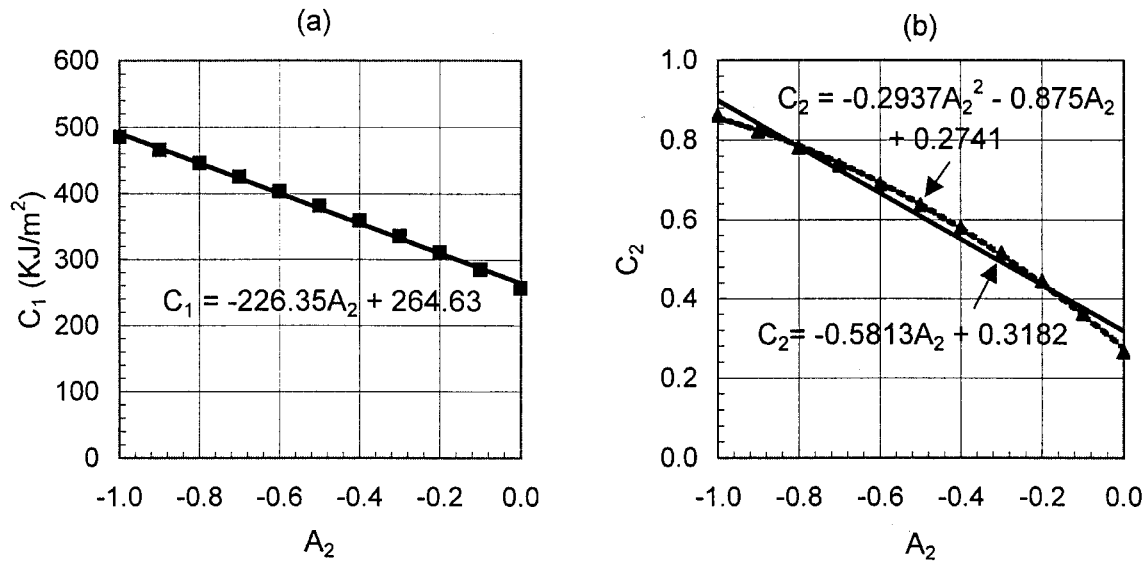 (a)
600
500
400
300
200
100
0
C₁ (KJ/m²)
C₁ = -226.35A₂ + 264.63
-1.0 -0.8 -0.6 -0.4 -0.2 0.0
A₂
(b)
1.0
0.8
0.6
0.4
0.2
0.0
C₂
C₂ = -0.2937A₂² - 0.875A₂
+ 0.2741
C₂= -0.5813A₂ + 0.3182
-1.0 -0.8 -0.6 -0.4 -0.2 0.0
A₂